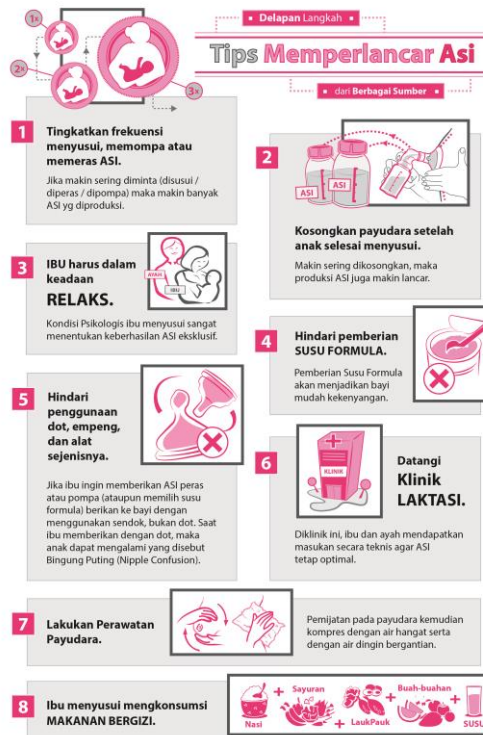 1x
2x
3x
Delapan Langkah
Tips Memperlancar Asi
dari Berbagai Sumber
1
Tingkatkan frekuensi
menyusui, memompa atau
memeras ASI.
Jika makin sering diminta (disusui /
diperas / dipompa) maka makin banyak
ASI yg diproduksi.
2
ASI
ASI
Kosongkan payudara setelah
anak selesai menyusui.
Makin sering dikosongkan, maka
produksi ASI juga makin lancar.
3
IBU harus dalam
keadaan
RELAKS.
AYAH
IBU
Kondisi Psikologis ibu menyusui sangat
menentukan keberhasilan ASI eksklusif.
4
Hindari pemberian
SUSU FORMULA.
Pemberian Susu Formula
akan menjadikan bayi
mudah kekenyangan.
5
Hindari
penggunaan
dot, empeng,
dan alat
sejenisnya.
Jika ibu ingin memberikan ASI peras
atau pompa (ataupun memilih susu
formula) berikan ke bayi dengan
menggunakan sendok, bukan dot. Saat
ibu memberikan dengan dot, maka
anak dapat mengalami yang disebut
Bingung Puting (Nipple Confusion).
6
KLINIK
Datangi
Klinik
LAKTASI.
Diklinik ini, ibu dan ayah mendapatkan
masukan secara teknis agar ASI
tetap optimal.
7
Lakukan Perawatan
Payudara.
Pemijatan pada payudara kemudian
kompres dengan air hangat serta
dengan air dingin bergantian.
8
Ibu menyusui mengkonsumsi
MAKANAN BERGIZI.
Nasi
+ Sayuran
+ LaukPauk
+ Buah-buahan
+ SUSU